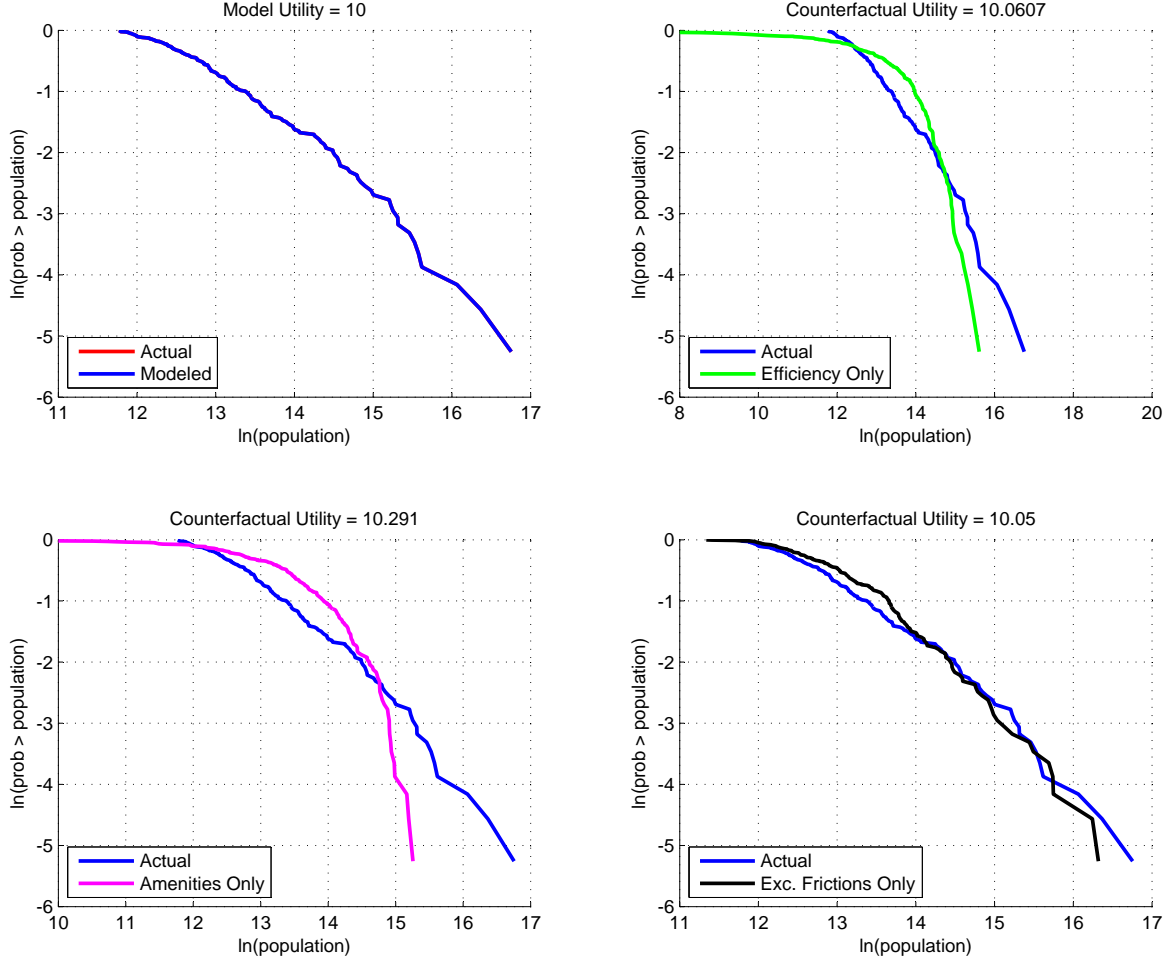 Model Utility = 10
0
-1
-2
-3
-4
-5
-6
ln(prob > population)
Actual
Modeled
11 12 13 14 15 16 17
ln(population)
Counterfactual Utility = 10.0607
0
-1
-2
-3
-4
-5
-6
ln(prob > population)
Actual
Efficiency Only
8 10 12 14 16 18 20
ln(population)
Counterfactual Utility = 10.291
0
-1
-2
-3
-4
-5
-6
ln(prob > population)
Actual
Amenities Only
10 11 12 13 14 15 16 17
ln(population)
Counterfactual Utility = 10.05
0
-1
-2
-3
-4
-5
-6
ln(prob > population)
Actual
Exc. Frictions Only
11 12 13 14 15 16 17
ln(population)